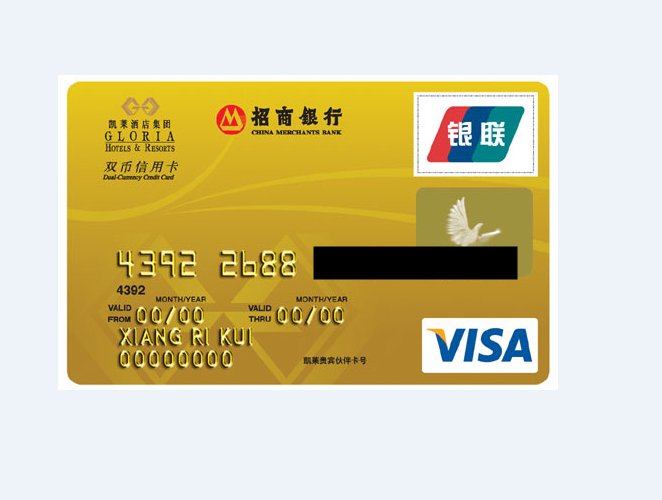 凯莱酒店集团
GLORIA
HOTELS & RESORTS
双币信用卡
Dual-Currency Credit Card
招商银行
CHINA MERCHANTS BANK
银联
4392 2688
4392
MONTH/YEAR MONTH/YEAR
VALID FROM 00/00 VALID THRU 00/00
XIANG RI KUI
00000000
凯莱贵宾伙伴卡号
VISA